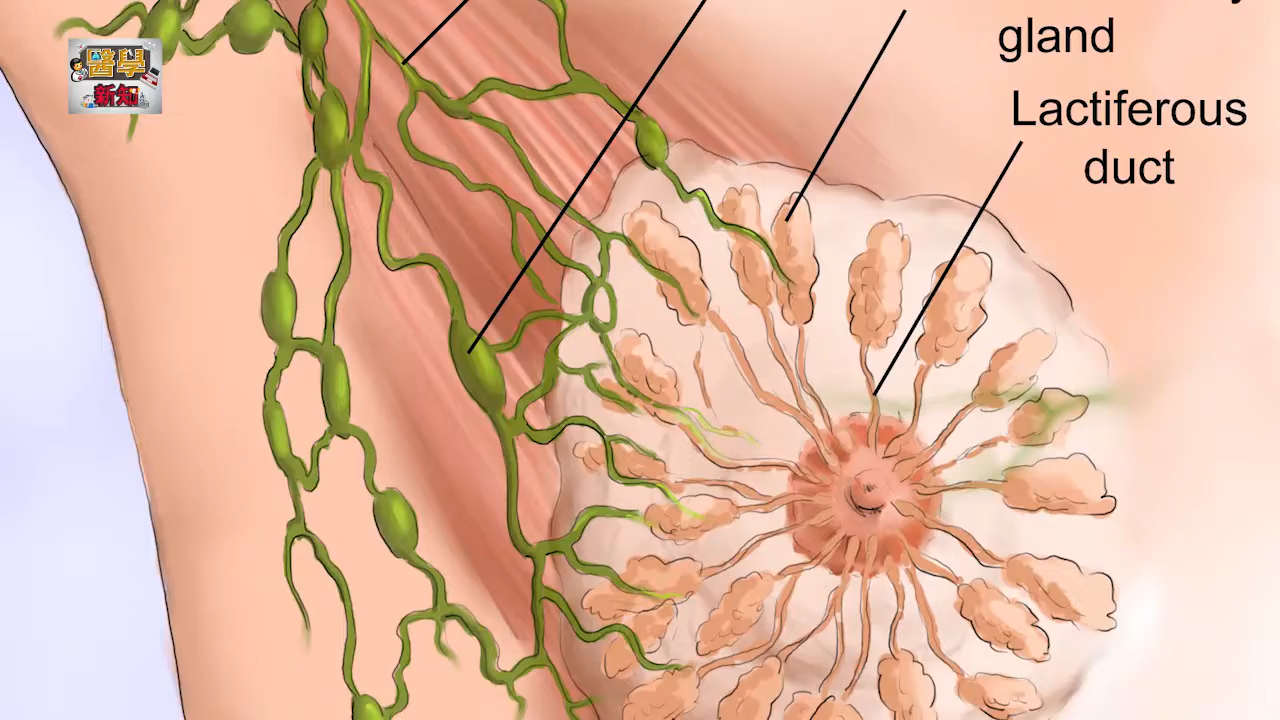 醫學
新知
gland
Lactiferous
duct